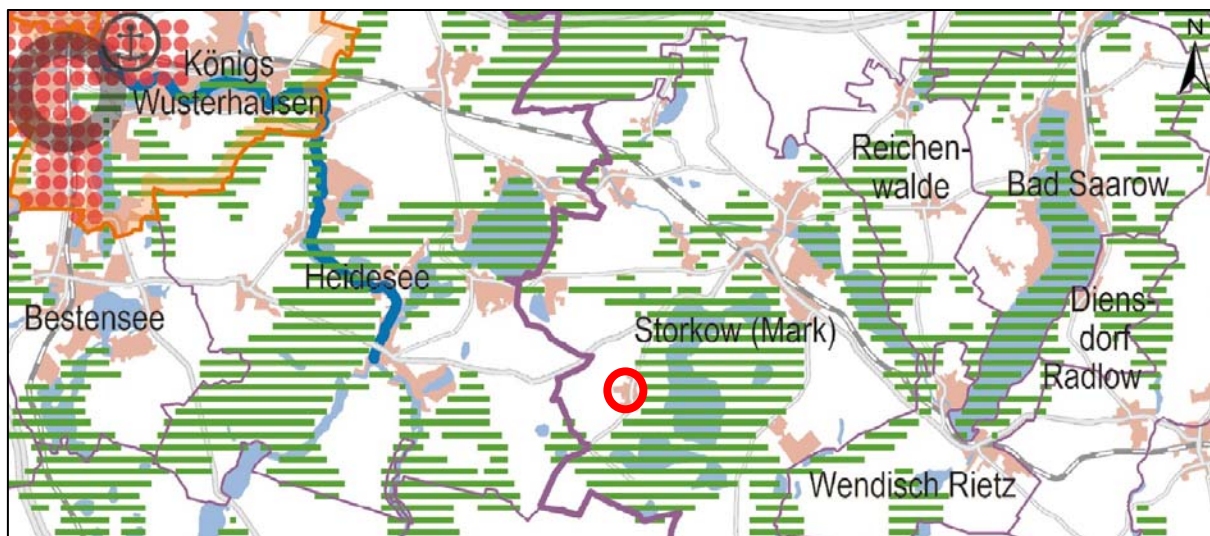 N
Königs
Wusterhausen
Reichen-
walde
Bad Saarow
Heidesee
Bestensee
Storkow (Mark)
Diens-
dorf
Radlow
Wendisch Rietz